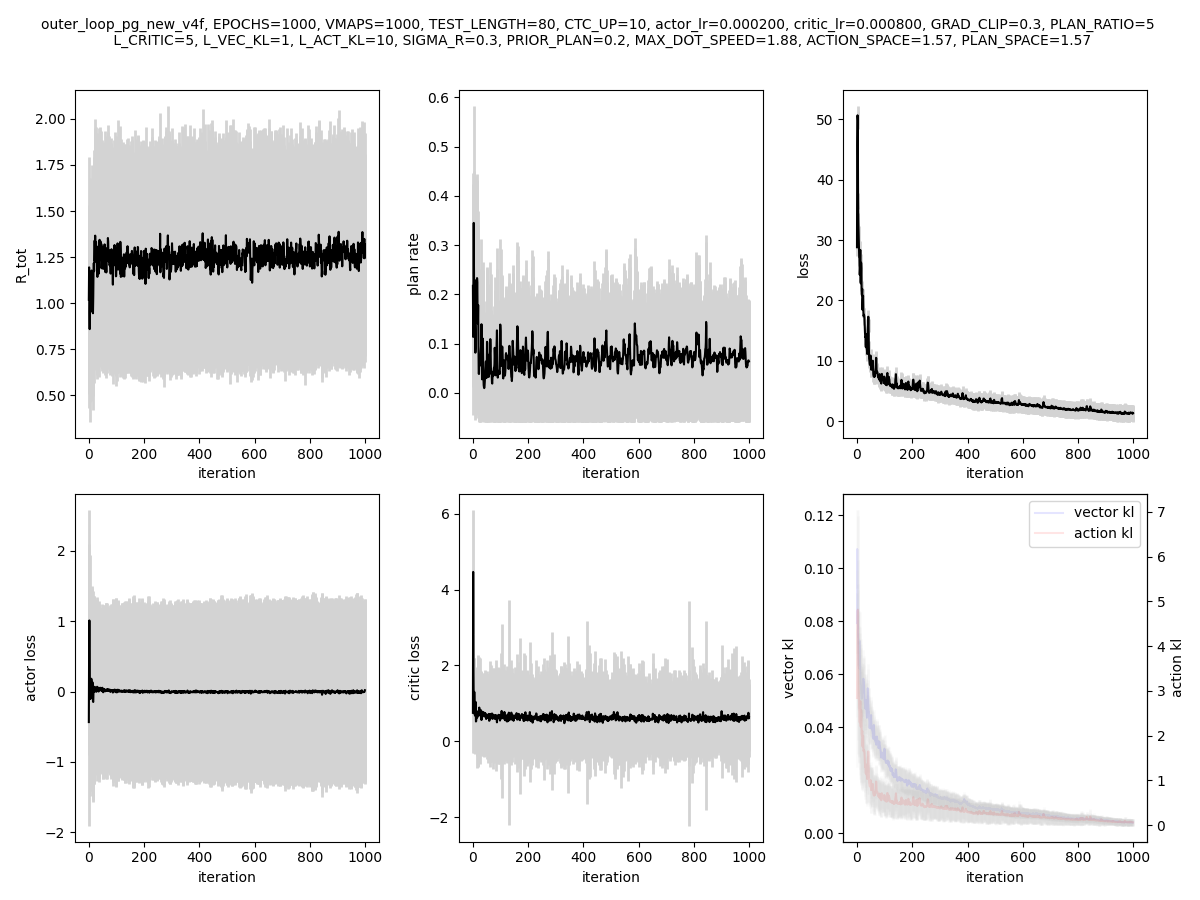 outer_loop_pg_new_v4f, EPOCHS=1000, VMAPS=1000, TEST_LENGTH=80, CTC_UP=10, actor_lr=0.000200, critic_lr=0.000800, GRAD_CLIP=0.3, PLAN_RATIO=5
L_CRITIC=5, L_VEC_KL=1, L_ACT_KL=10, SIGMA_R=0.3, PRIOR_PLAN=0.2, MAX_DOT_SPEED=1.88, ACTION_SPACE=1.57, PLAN_SPACE=1.57
R_tot
2.00
1.75
1.50
1.25
1.00
0.75
0.50
0 200 400 600 800 1000
iteration
plan rate
0.6
0.5
0.4
0.3
0.2
0.1
0.0
0 200 400 600 800 1000
iteration
loss
50
40
30
20
10
0
0 200 400 600 800 1000
iteration
actor loss
2
1
0
−1
−2
0 200 400 600 800 1000
iteration
critic loss
6
4
2
0
−2
0 200 400 600 800 1000
iteration
vector kl
0.12
0.10
0.08
0.06
0.04
0.02
0.00
0 200 400 600 800 1000
iteration
vector kl
action kl
7
6
5
4
3
2
1
0
action kl